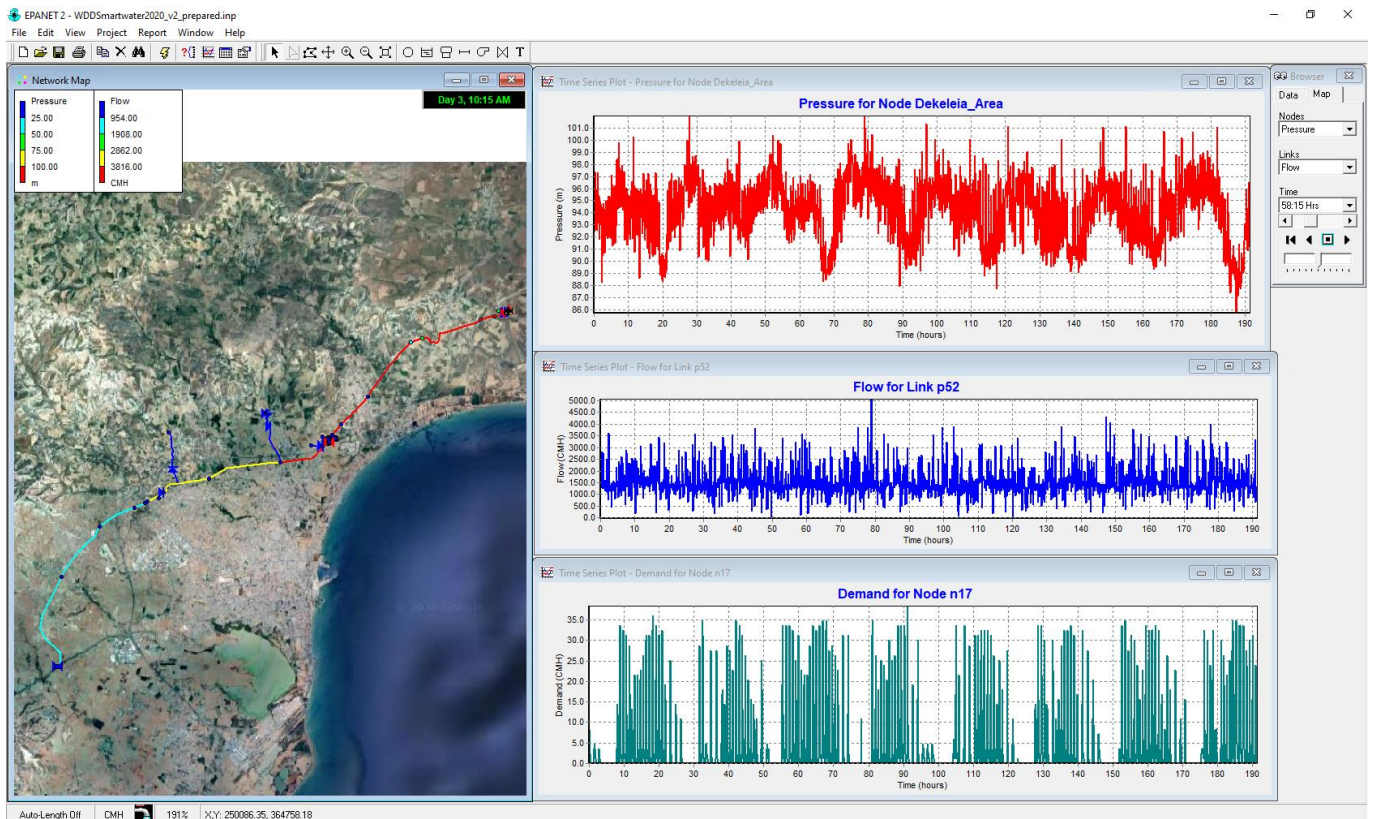 EPANET 2 - WDDSmartwater2020_v2_prepared.inp
File Edit View Project Report Window Help
T
Network Map
Day 3, 10:15 AM
Pressure Flow
25.00 954.00
50.00 1908.00
75.00 2862.00
100.00 3816.00
m CMH
Time Series Plot - Pressure for Node Dekeleia_Area
Pressure for Node Dekeleia_Area
Pressure (m)
101.0
100.0
99.0
98.0
97.0
96.0
95.0
94.0
93.0
92.0
91.0
90.0
89.0
88.0
87.0
86.0
0 10 20 30 40 50 60 70 80 90 100 110 120 130 140 150 160 170 180 190
Time (hours)
Time Series Plot - Flow for Link p52
Flow for Link p52
Flow (CMH)
5000.0
4500.0
4000.0
3500.0
3000.0
2500.0
2000.0
1500.0
1000.0
500.0
0.0
0 10 20 30 40 50 60 70 80 90 100 110 120 130 140 150 160 170 180 190
Time (hours)
Time Series Plot - Demand for Node n17
Demand for Node n17
Demand (CMH)
35.0
30.0
25.0
20.0
15.0
10.0
5.0
0.0
0 10 20 30 40 50 60 70 80 90 100 110 120 130 140 150 160 170 180 190
Time (hours)
Browser
Data Map
Nodes
Pressure
Links
Flow
Time
58:15 Hrs
Auto-Length Off CMH 191% X,Y: 250086.35, 364758.18